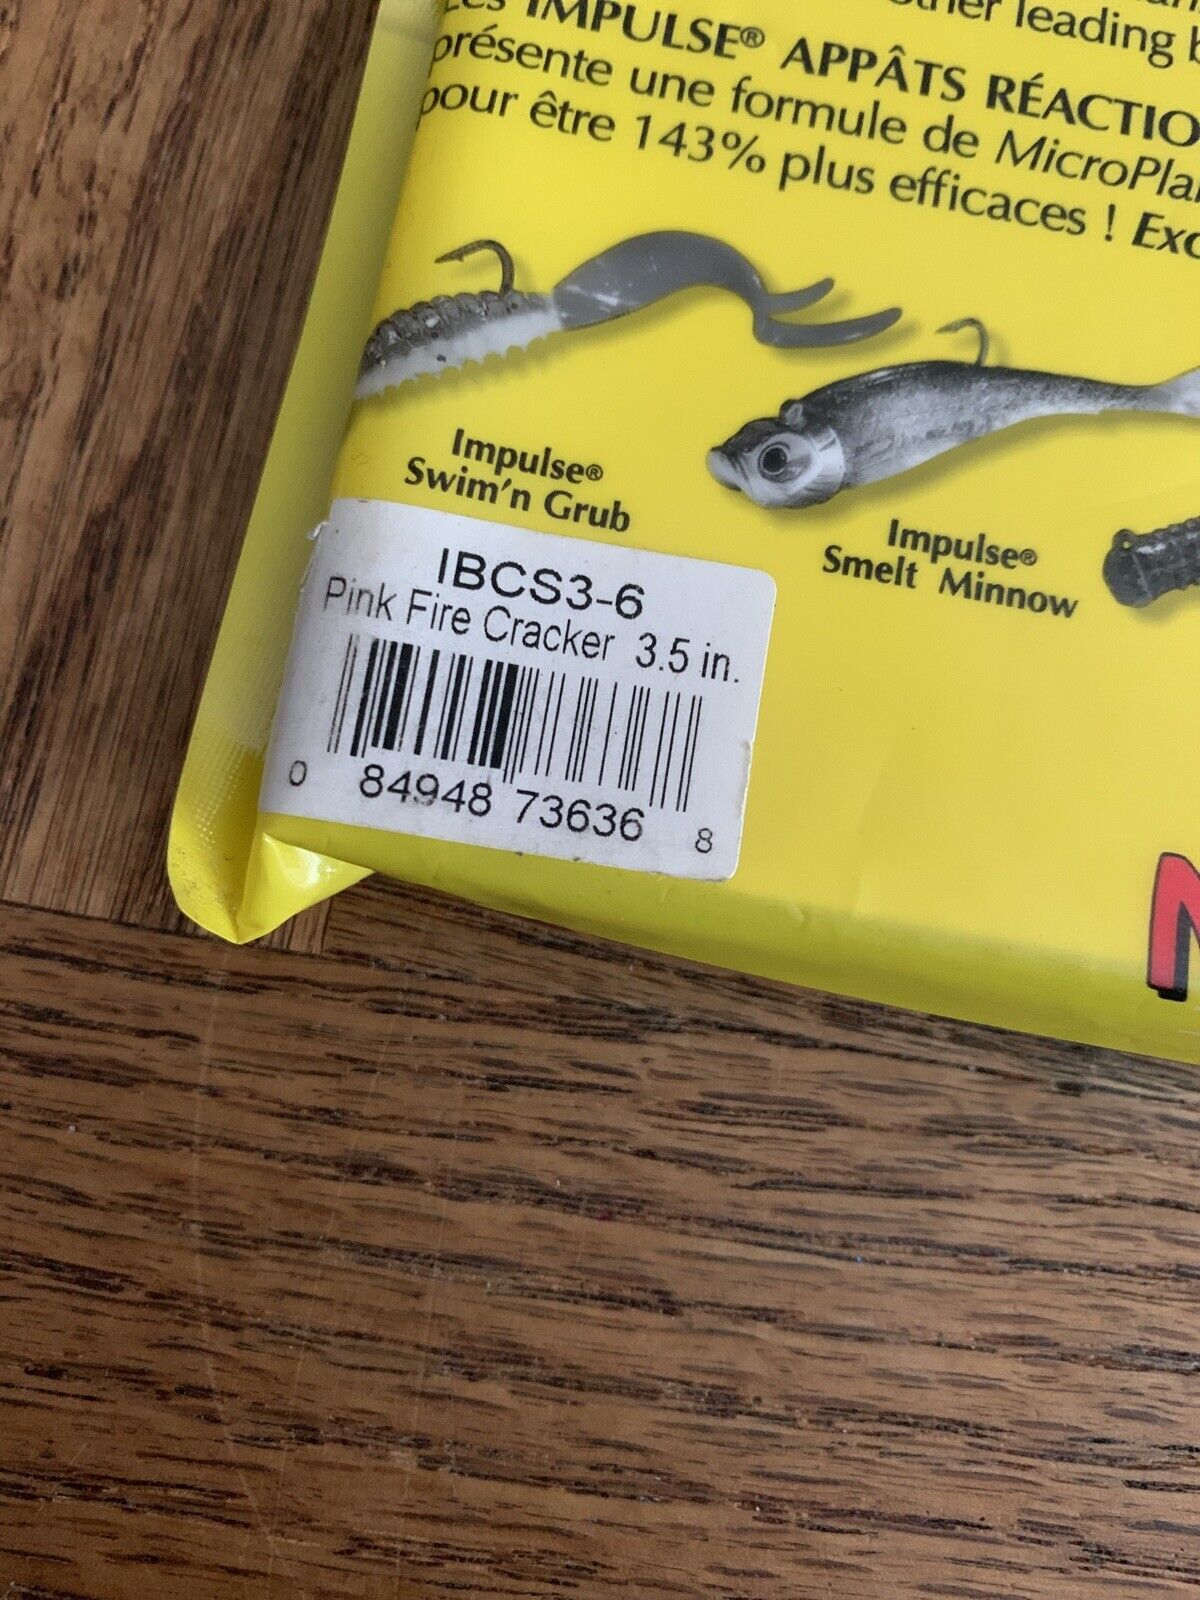 other leading
Les IMPULSE® APPÂTS RÉACTIO
présente une formule de MicroPla
pour être 143% plus efficaces ! Exc
Impulse®
Swim'n Grub
Impulse®
Smelt Minnow
IBCS3-6
Pink Fire Cracker 3.5 in.
0 84948 73636 8